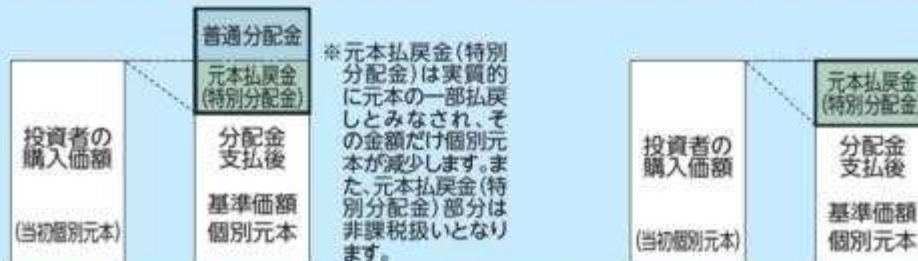 普通分配金
元本払戻金
(特別分配金)
投資者の
購入価額
(当初個別元本)
分配金
支払後
基準価額
個別元本
※元本払戻金(特別
分配金)は実質的
に元本の一部払戻
しとみなされ、そ
の金額だけ個別元
本が減少します。ま
た、元本払戻金(特
別分配金)部分は
非課税扱いとなり
ます。
元本払戻金
(特別分配金
投資者の
購入価額
(当初個別元本)
分配金
支払後
基準価額
個別元本